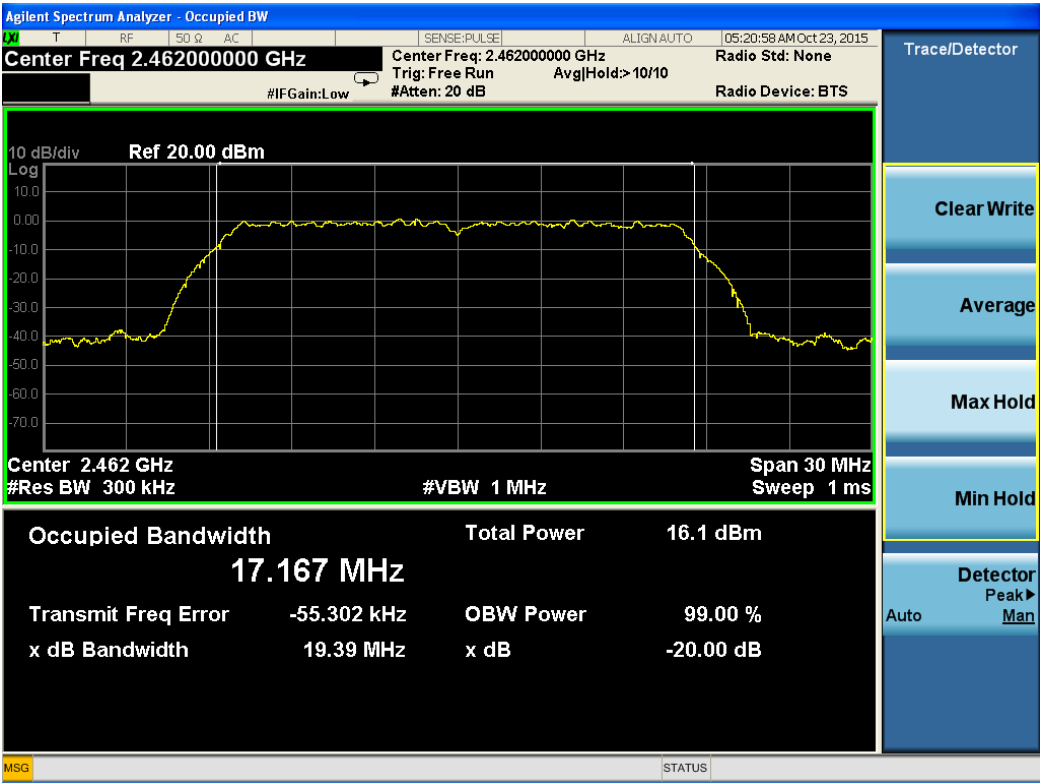 Agilent Spectrum Analyzer - Occupied BW
LXI T RF 50 Ω AC SENSE:PULSE ALIGN AUTO 05:20:58 AM Oct 23, 2015
Center Freq 2.462000000 GHz
Center Freq: 2.462000000 GHz
Radio Std: None
Trig: Free Run Avg|Hold:> 10/10
#IFGain:Low
#Atten: 20 dB
Radio Device: BTS
10 dB/div Ref 20.00 dBm
Log
10.0
0.00
-10.0
-20.0
-30.0
-40.0
-50.0
-60.0
-70.0
Center 2.462 GHz Span 30 MHz
#Res BW 300 kHz #VBW 1 MHz Sweep 1 ms
Occupied Bandwidth Total Power 16.1 dBm
17.167 MHz
Transmit Freq Error -55.302 kHz OBW Power 99.00 %
x dB Bandwidth 19.39 MHz x dB -20.00 dB
Trace/Detector
Clear Write
Average
Max Hold
Min Hold
Detector
Peak▶
Auto Man
MSG STATUS